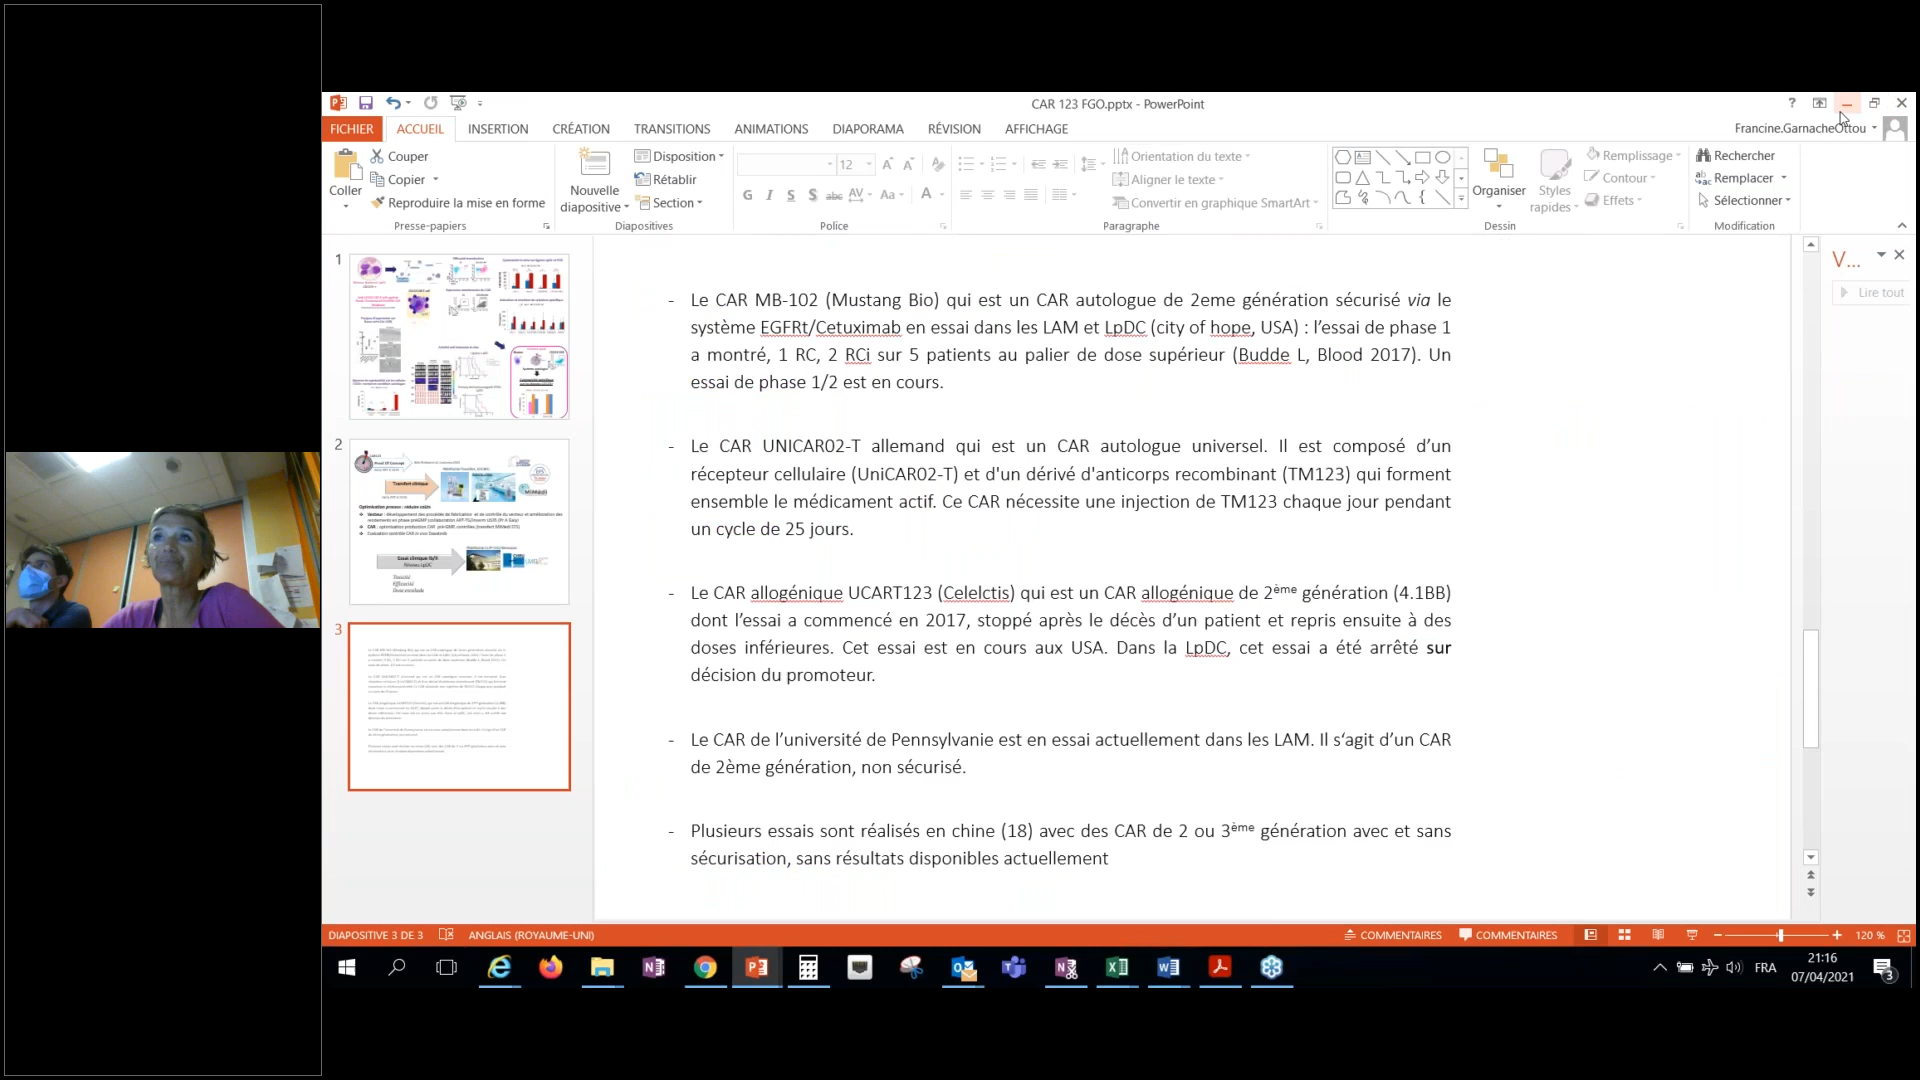 CAR 123 FGO.pptx - PowerPoint
?
FICHIER ACCUEIL INSERTION CRÉATION TRANSITIONS ANIMATIONS DIAPORAMA RÉVISION AFFICHAGE
Francine.GarnacheOttou
Coller
Couper
Copier
Reproduire la mise en forme
Presse-papiers
Nouvelle
diapositive
Disposition
Rétablir
Section
Diapositives
12
G I S S abc AV Aa A
Police
Orientation du texte
Aligner le texte
Convertir en graphique SmartArt
Paragraphe
Organiser
Styles
rapides
Remplissage
Contour
Effets
Dessin
Rechercher
Remplacer
Sélectionner
Modification
1
2
Transfert clinique
3
- Le CAR MB-102 (Mustang Bio) qui est un CAR autologue de 2eme génération sécurisé via le
système EGFRt/Cetuximab en essai dans les LAM et LpDC (city of hope, USA) : l’essai de phase 1
a montré, 1 RC, 2 RCi sur 5 patients au palier de dose supérieur (Budde L, Blood 2017). Un
essai de phase 1/2 est en cours.
- Le CAR UNICAR02-T allemand qui est un CAR autologue universel. Il est composé d’un
récepteur cellulaire (UniCAR02-T) et d'un dérivé d'anticorps recombinant (TM123) qui forment
ensemble le médicament actif. Ce CAR nécessite une injection de TM123 chaque jour pendant
un cycle de 25 jours.
- Le CAR allogénique UCART123 (Celelctis) qui est un CAR allogénique de 2ème génération (4.1BB)
dont l’essai a commencé en 2017, stoppé après le décès d’un patient et repris ensuite à des
doses inférieures. Cet essai est en cours aux USA. Dans la LpDC, cet essai a été arrêté sur
décision du promoteur.
- Le CAR de l’université de Pennsylvanie est en essai actuellement dans les LAM. Il s‘agit d’un CAR
de 2ème génération, non sécurisé.
- Plusieurs essais sont réalisés en chine (18) avec des CAR de 2 ou 3ème génération avec et sans
sécurisation, sans résultats disponibles actuellement
V...
Lire tout
DIAPOSITIVE 3 DE 3 ANGLAIS (ROYAUME-UNI) COMMENTAIRES COMMENTAIRES 120 %
FRA
21:16
07/04/2021
3